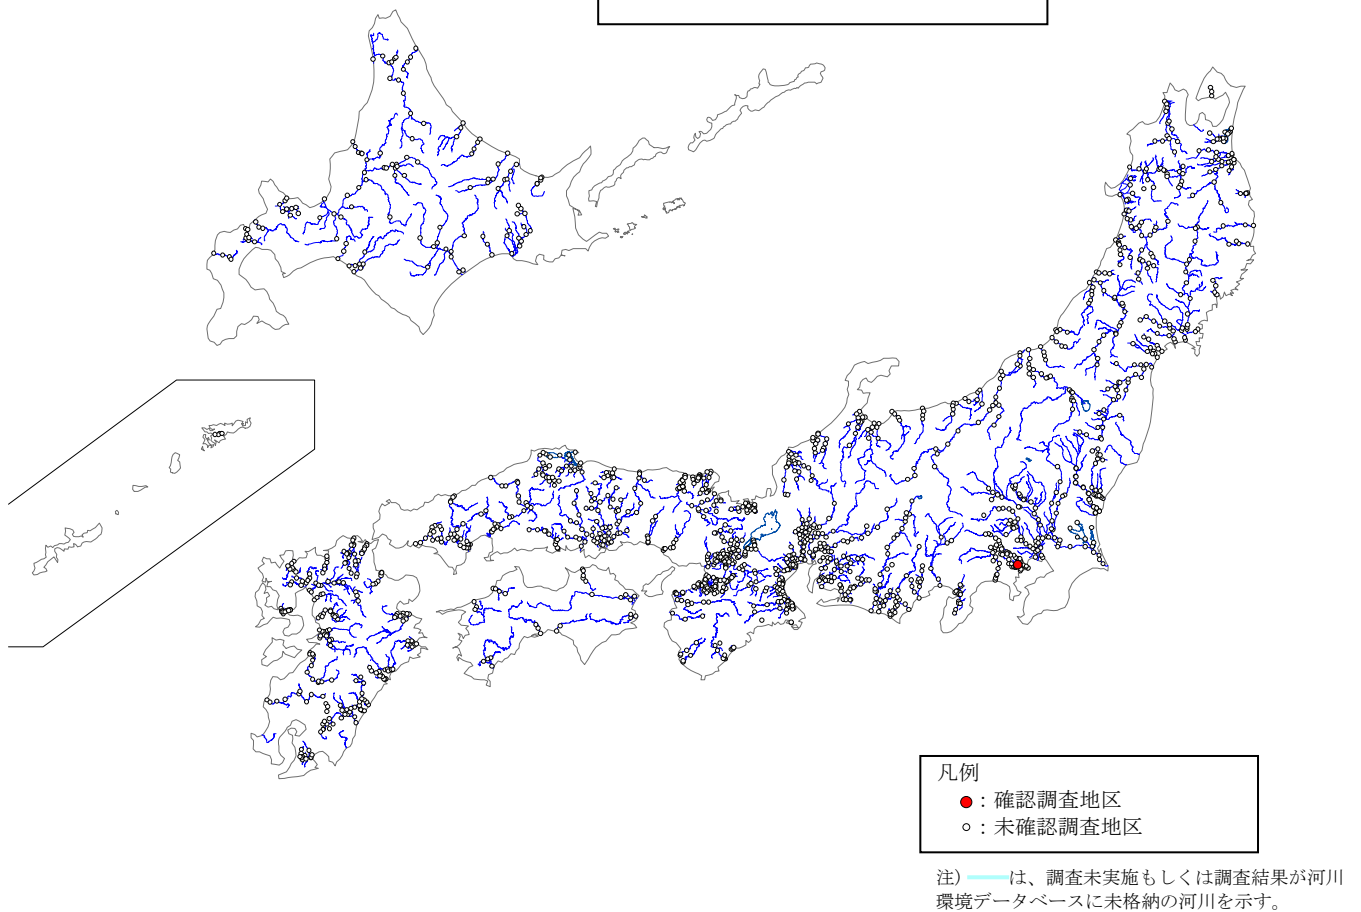 凡例
●：確認調査地区
○：未確認調査地区
注）　　は、調査未実施もしくは調査結果が河川
環境データベースに未格納の河川を示す。